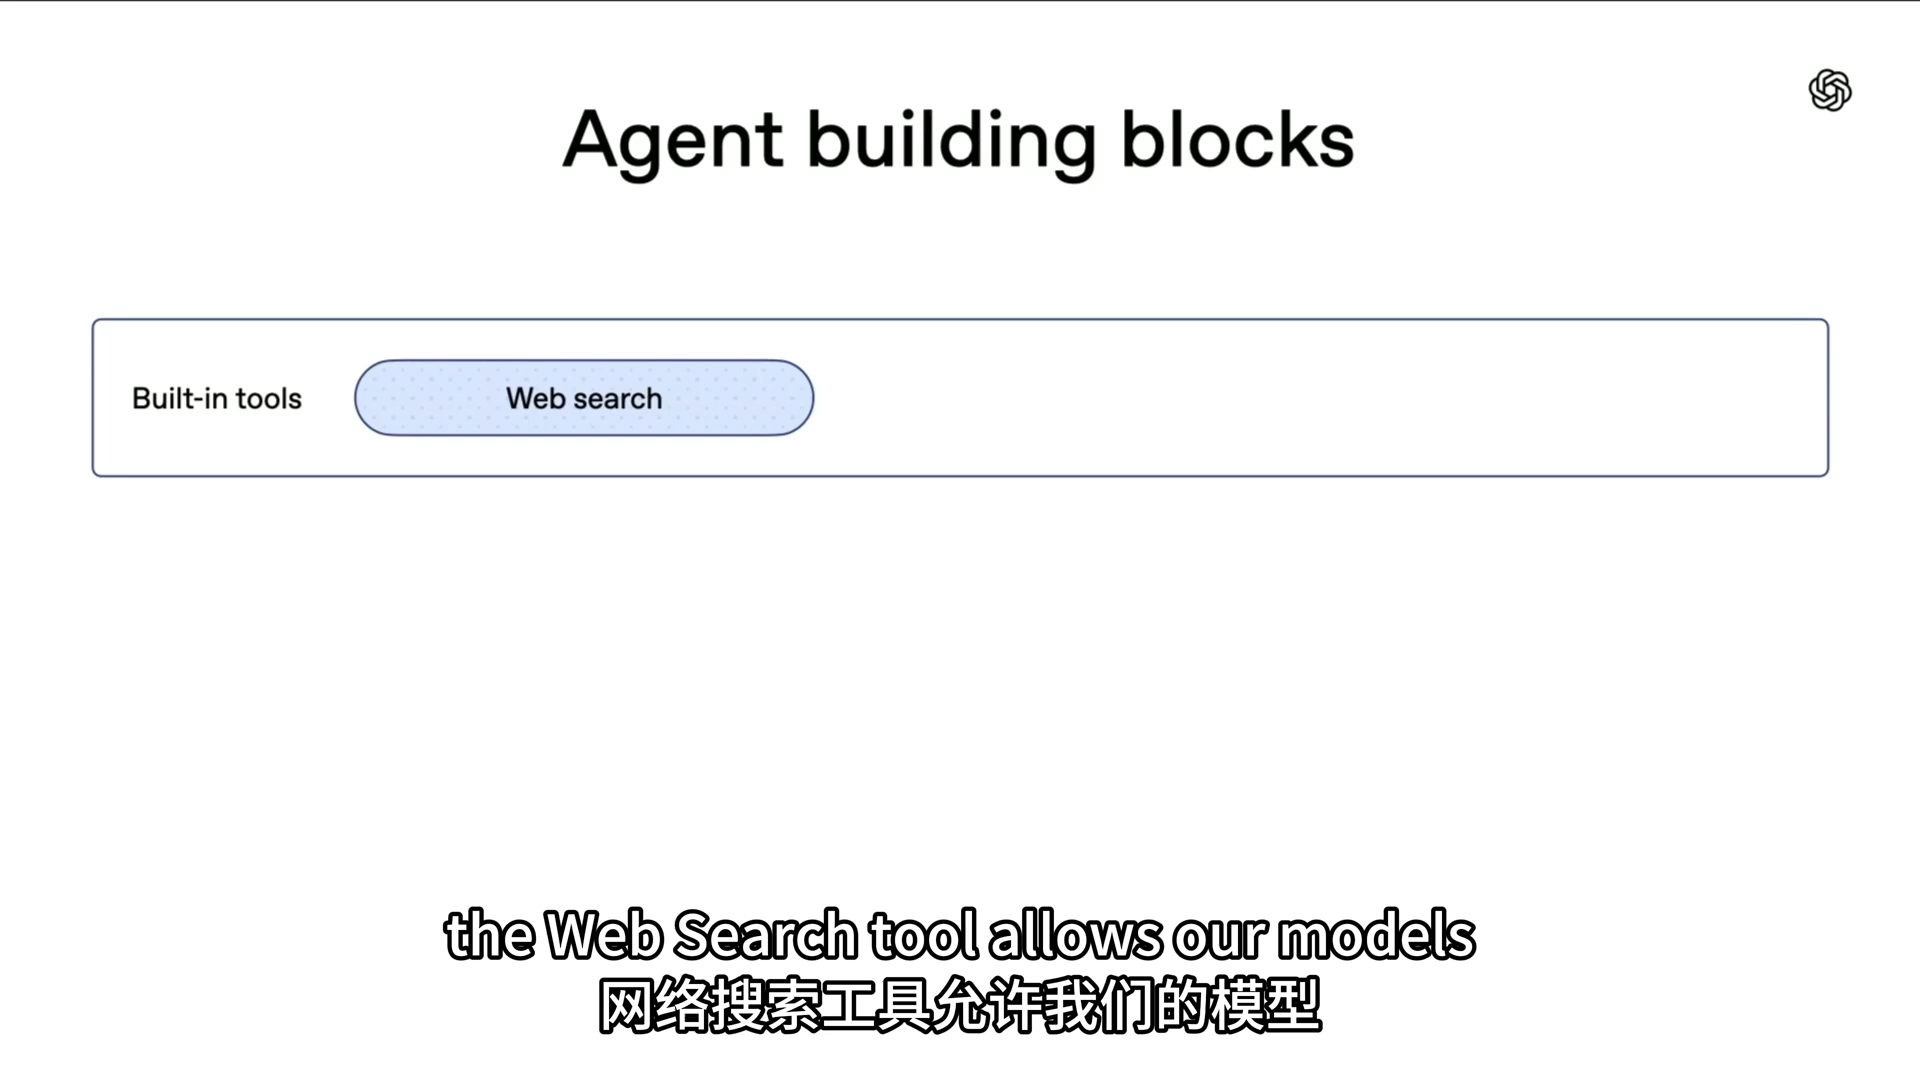 Agent building blocks
Built-in tools
Web search
the Web Search tool allows our models
网络搜索工具允许我们的模型